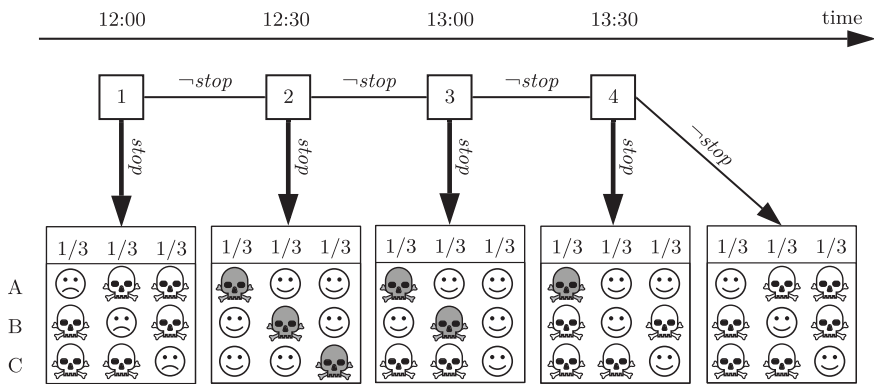 12:00 12:30 13:00 13:30 time
¬stop ¬stop ¬stop
1 2 3 4
¬stop
stop stop stop stop
1/3 1/3 1/3 1/3 1/3 1/3 1/3 1/3 1/3 1/3 1/3 1/3 1/3 1/3 1/3
A
B
C